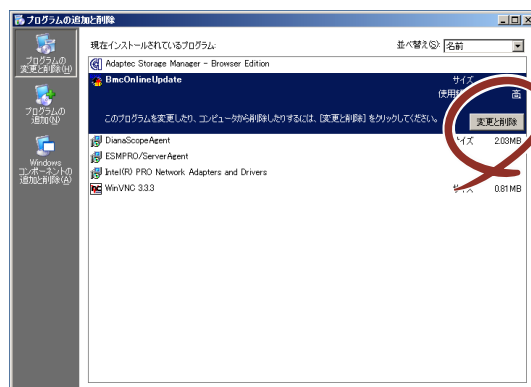 プログラムの追加と削除
プログラムの
変更と削除(H)
プログラムの
追加(N)
Windows
コンポーネントの
追加と削除(A)
現在インストールされているプログラム:
並べ替え(S): 名前
Adaptec Storage Manager - Browser Edition
BmcOnlineUpdate
サイズ
使用
高
このプログラムを変更したり、コンピュータから削除したりするには、[変更と削除] をクリックしてください。
変更と削除
DianaScopeAgent
サイズ 2.03MB
ESMPRO/ServerAgent
Intel(R) PRO Network Adapters and Drivers
WinVNC 3.3.3
サイズ 0.81MB